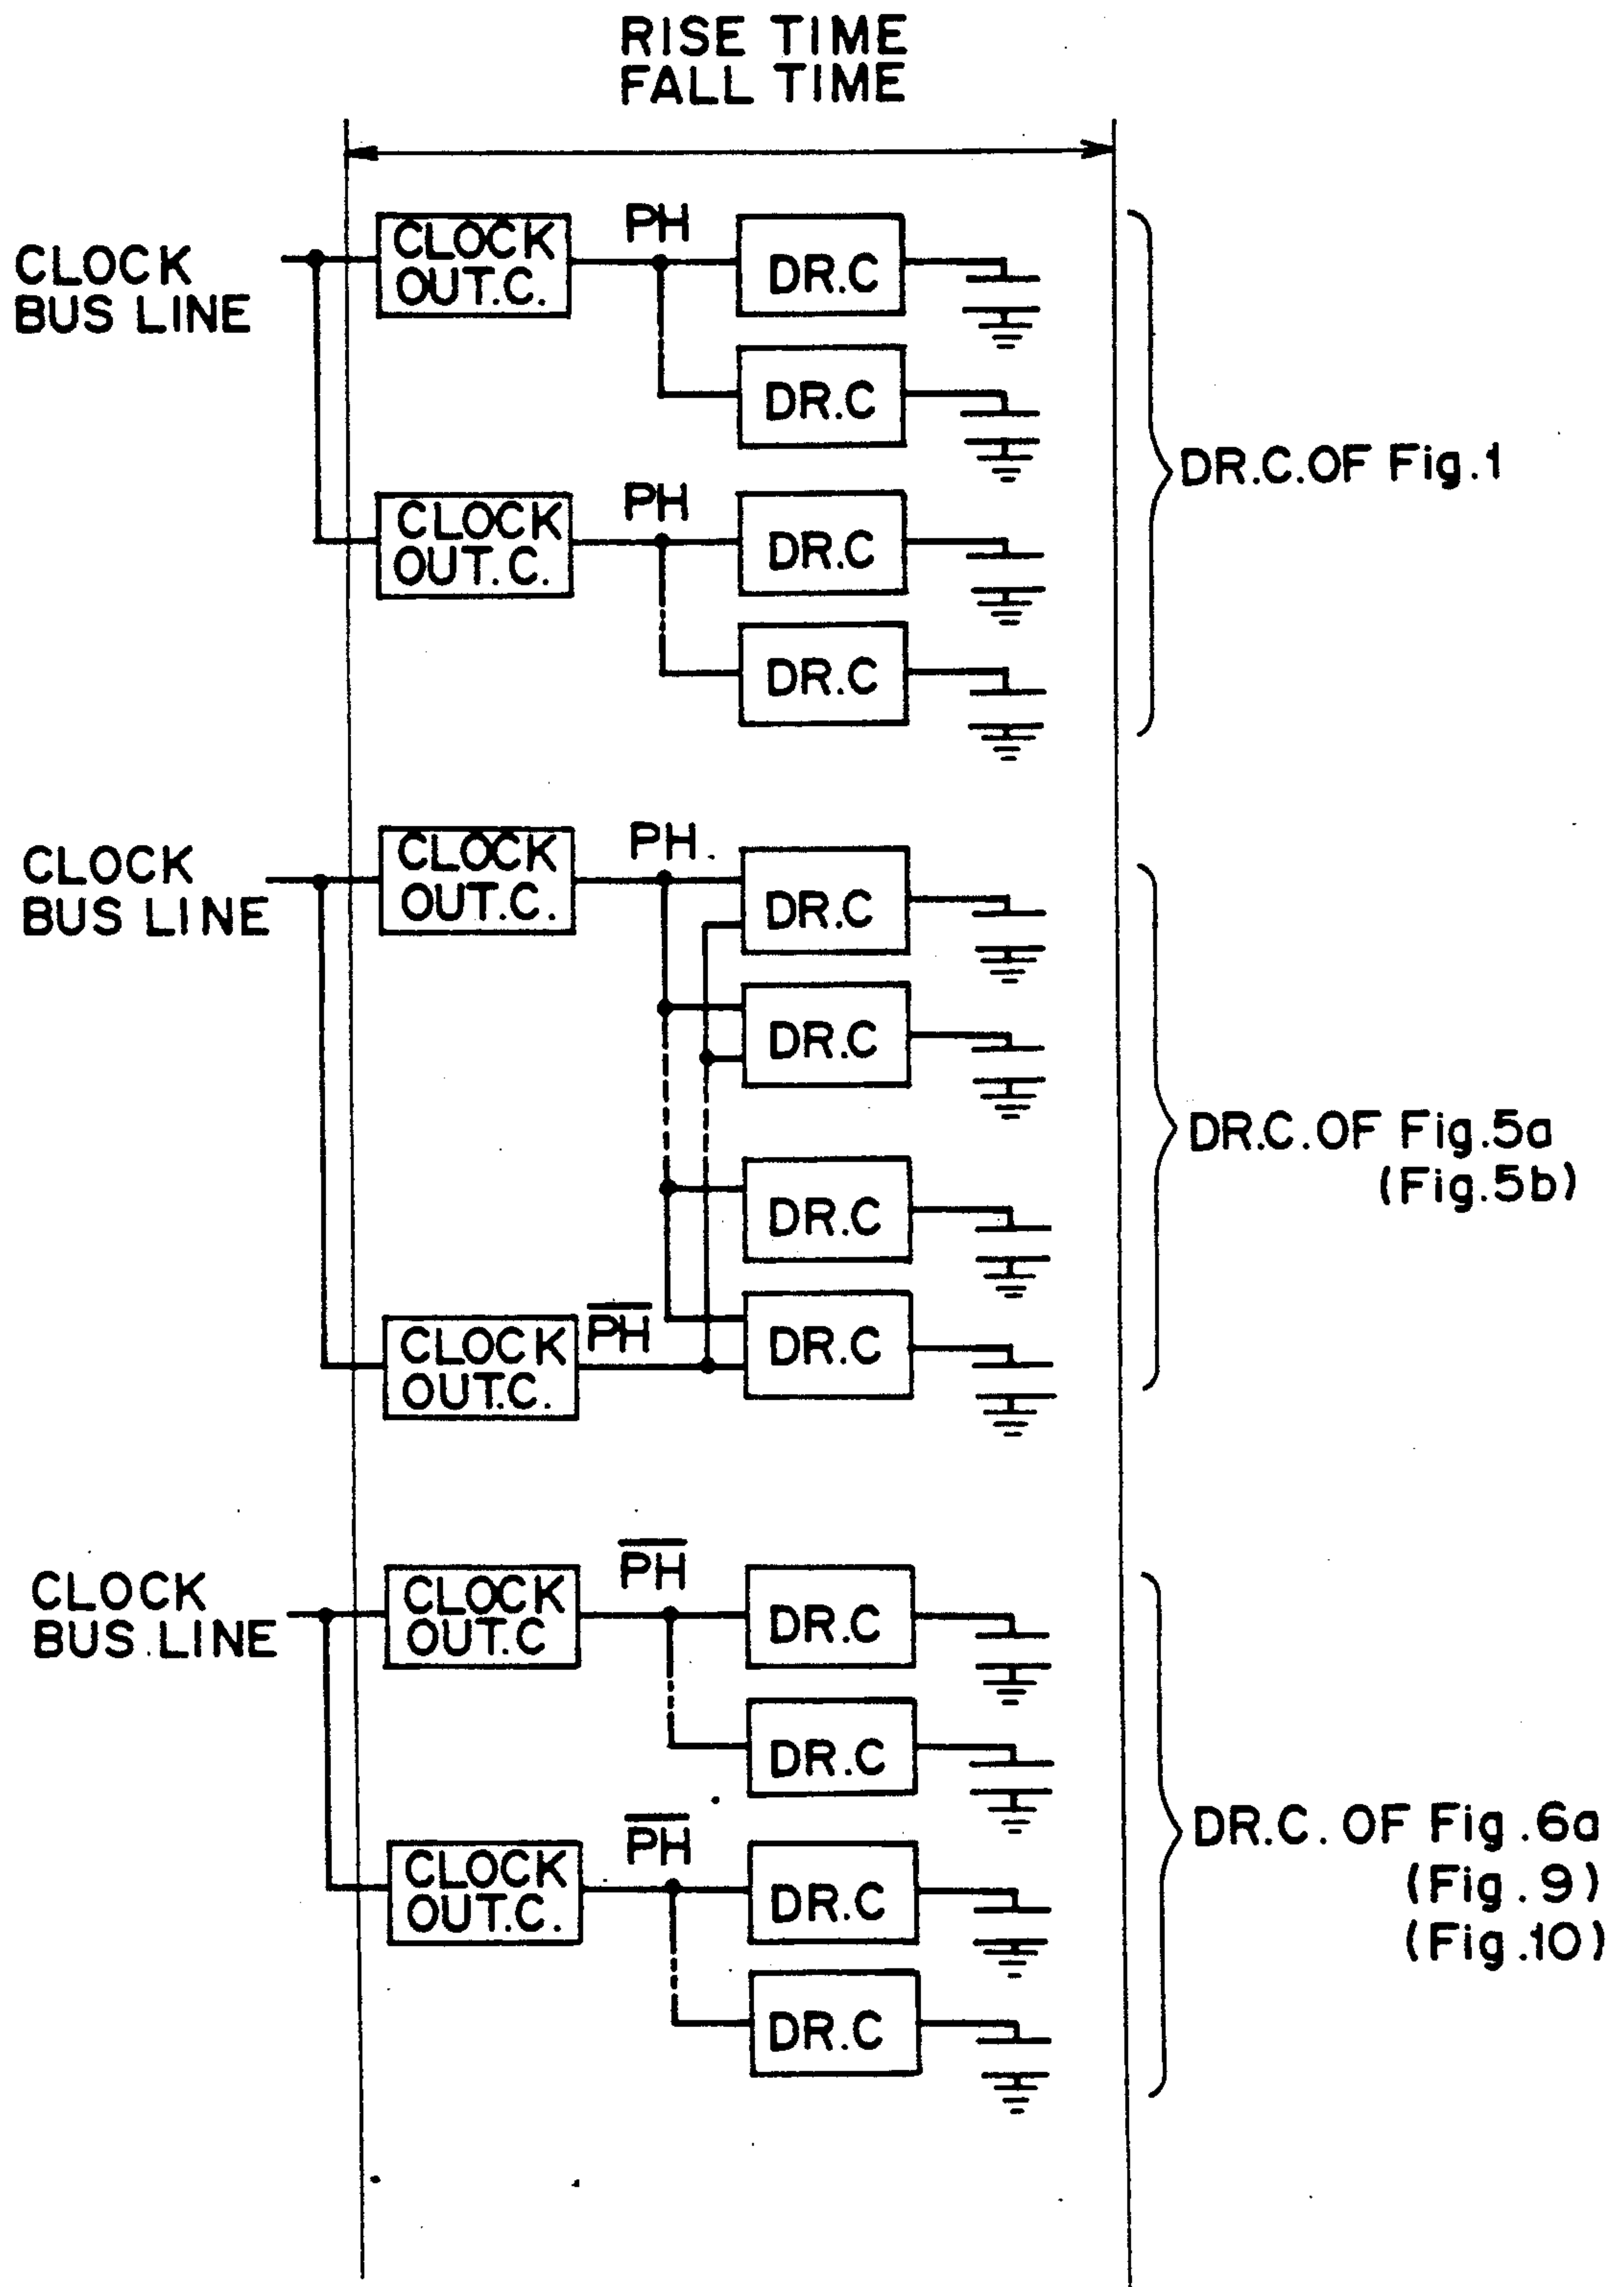 RISE TIME
FALL TIME
CLOCK
BUS LINE
CLOCK
OUT.C.
PH
DR.C
DR.C
CLOCK
OUT.C.
PH
DR.C
DR.C
DR.C.OF Fig.1
CLOCK
BUS LINE
CLOCK
OUT.C.
PH
DR.C
DR.C
DR.C
CLOCK
OUT.C.
P̅H̅
DR.C
DR.C.OF Fig.5a
(Fig.5b)
CLOCK
BUS LINE
CLOCK
OUT.C
P̅H̅
DR.C
DR.C
CLOCK
OUT.C.
P̅H̅
DR.C
DR.C
DR.C. OF Fig.6a
(Fig.9)
(Fig.10)